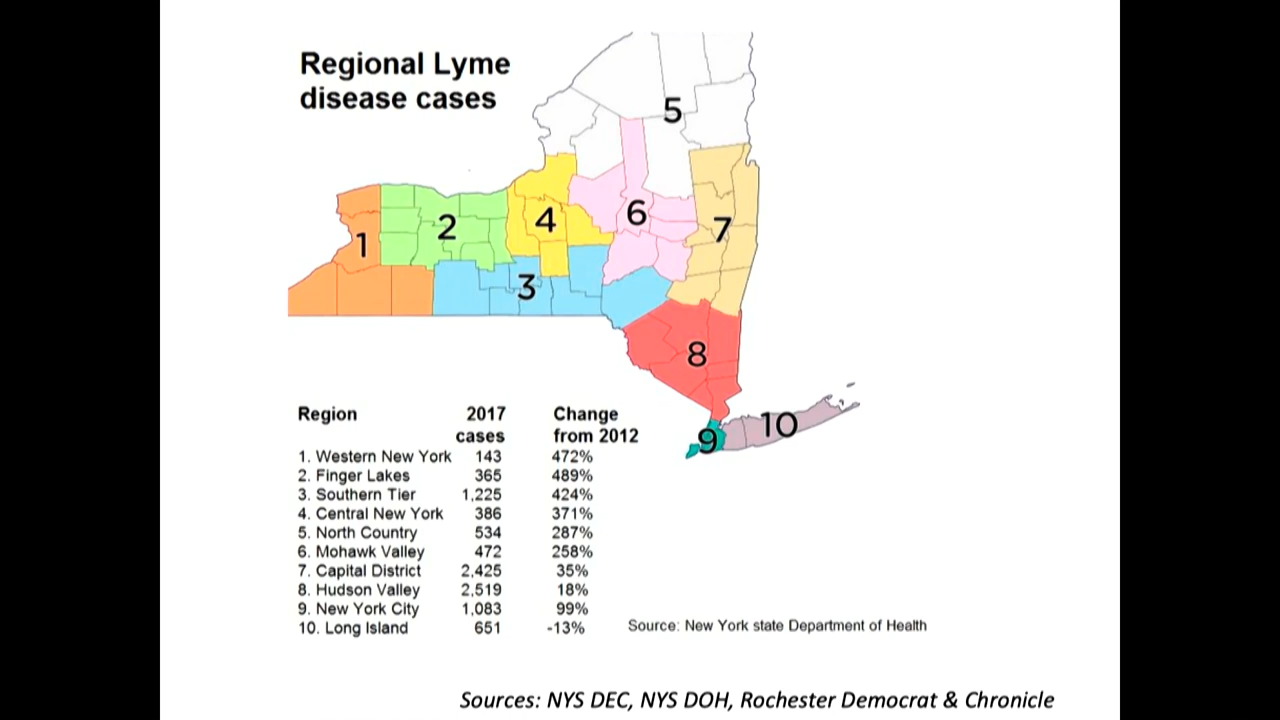 Regional Lyme
disease cases
5
1
2
3
4
6
7
8
9
10
Region 2017 cases Change from 2012
1. Western New York 143 472%
2. Finger Lakes 365 489%
3. Southern Tier 1,225 424%
4. Central New York 386 371%
5. North Country 534 287%
6. Mohawk Valley 472 258%
7. Capital District 2,425 35%
8. Hudson Valley 2,519 18%
9. New York City 1,083 99%
10. Long Island 651 -13%
Source: New York state Department of Health
Sources: NYS DEC, NYS DOH, Rochester Democrat & Chronicle